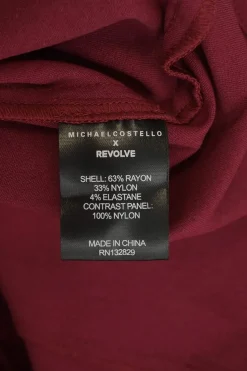 MICHAELCOSTELLO
X
REVOLVE
SHELL: 63% RAYON
33% NYLON
4% ELASTANE
CONTRAST PANEL:
100% NYLON
MADE IN CHINA
RN132829